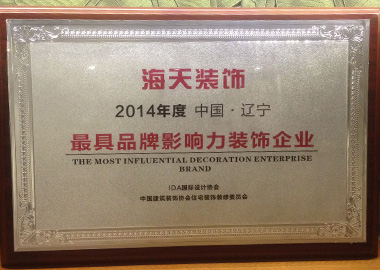 海天装饰
2014年度 中国·辽宁
最具品牌影响力装饰企业
THE MOST INFLUENTIAL DECORATION ENTERPRISE
BRAND
IDA国际设计协会
中国建筑装饰协会住宅装饰装修委员会